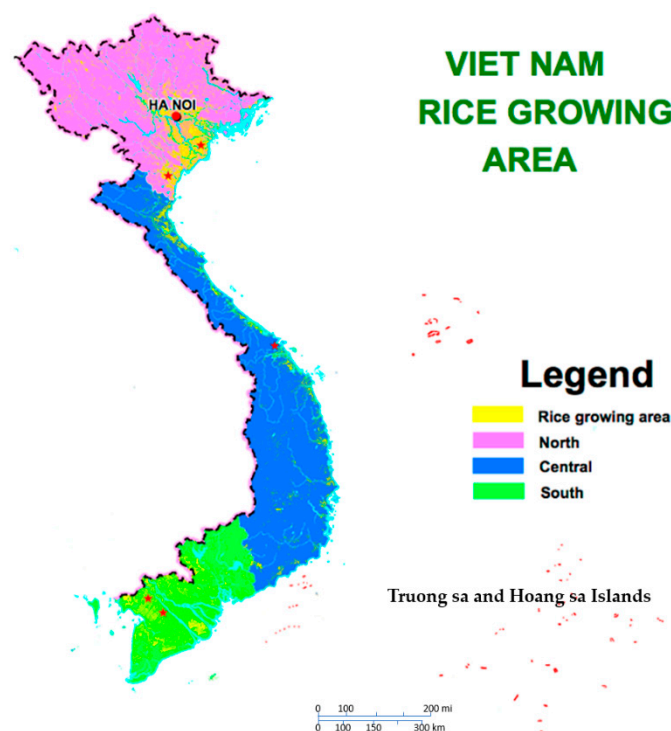 VIET NAM
RICE GROWING
AREA
HA NOI
Legend
Rice growing area
North
Central
South
Truong sa and Hoang sa Islands
0 100 200 mi
0 100 150 300 km